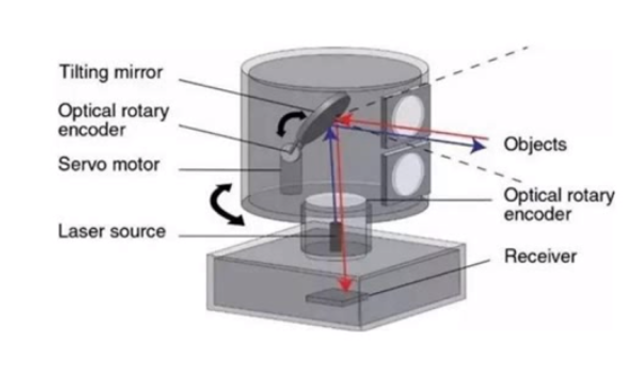 Tilting mirror
Optical rotary
encoder
Servo motor
Laser source
Objects
Optical rotary
encoder
Receiver